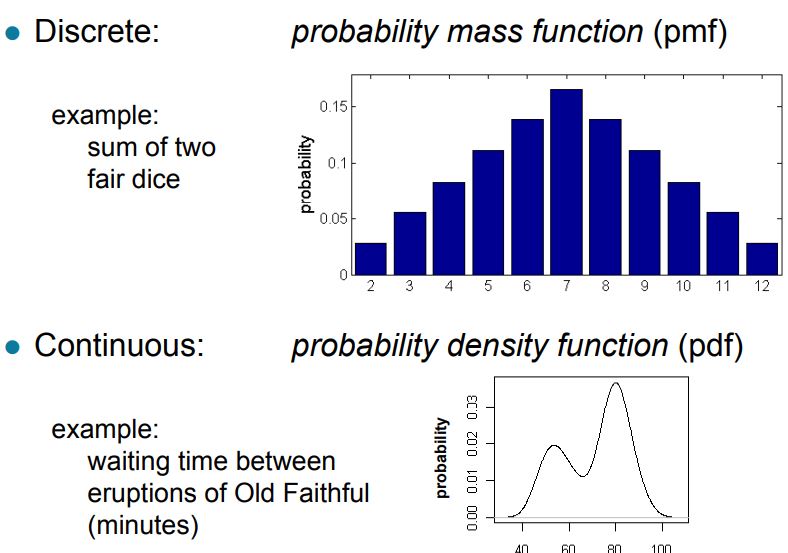 • Discrete: probability mass function (pmf)
example:
sum of two
fair dice
probability
0.15
0.1
0.05
0
2 3 4 5 6 7 8 9 10 11 12
• Continuous: probability density function (pdf)
example:
waiting time between
eruptions of Old Faithful
(minutes)
probability
0.03
0.02
0.01
0.00
40 60 80 100